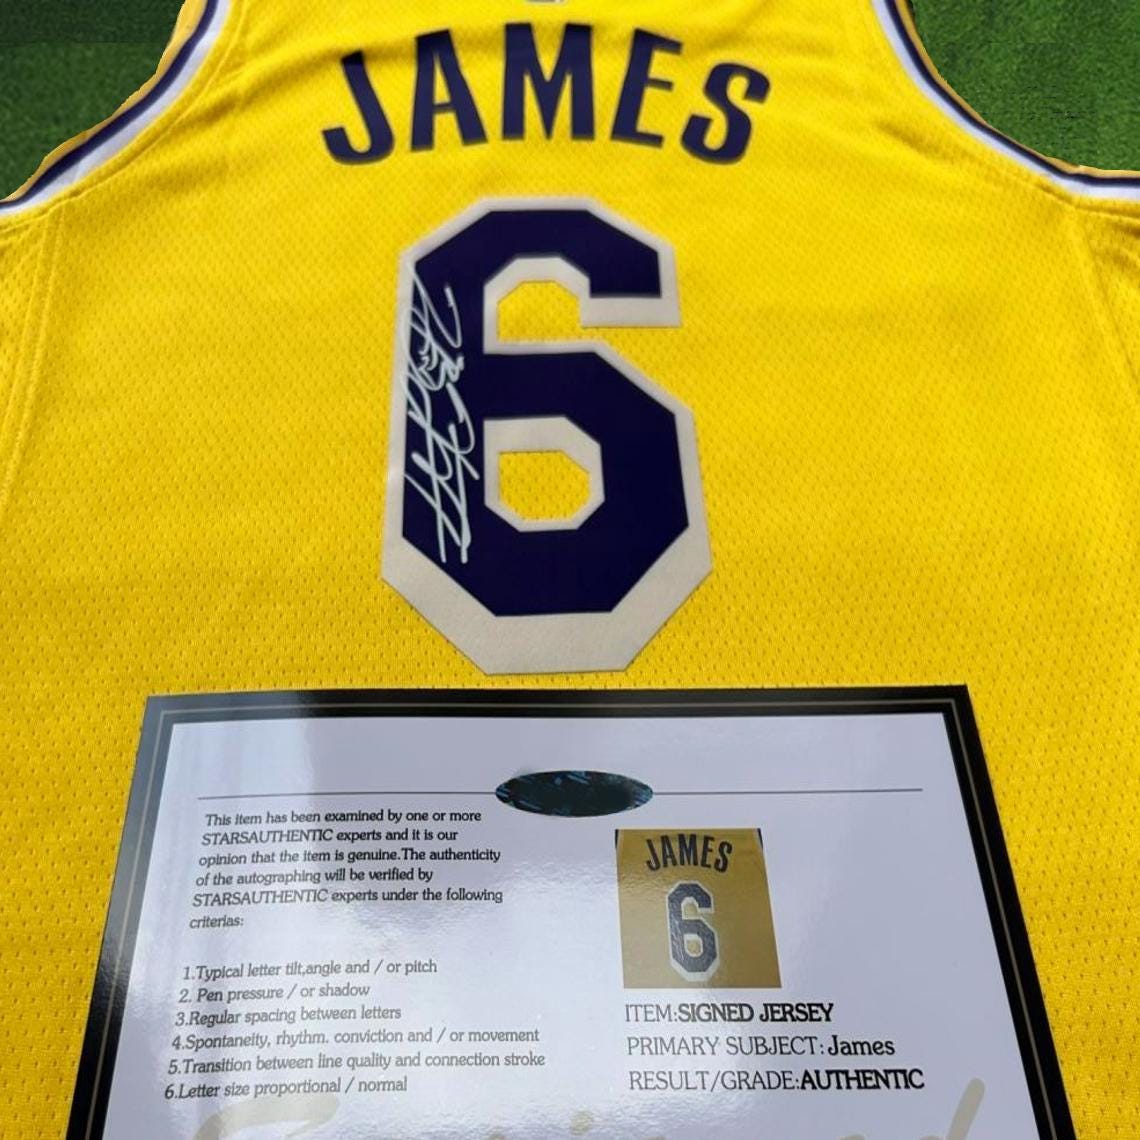 JAMES
6
This item has been examined by one or more
STARSAUTHENTIC experts and it is our
opinion that the item is genuine.The authenticity
of the autographing will be verified by
STARSAUTHENTIC experts under the following
criterias:
1.Typical letter tilt,angle and / or pitch
2. Pen pressure / or shadow
3.Regular spacing between letters
4.Spontaneity, rhythm. conviction and / or movement
5.Transition between line quality and connection stroke
6.Letter size proportional / normal
JAMES
6
ITEM:SIGNED JERSEY
PRIMARY SUBJECT:James
RESULT/GRADE:AUTHENTIC